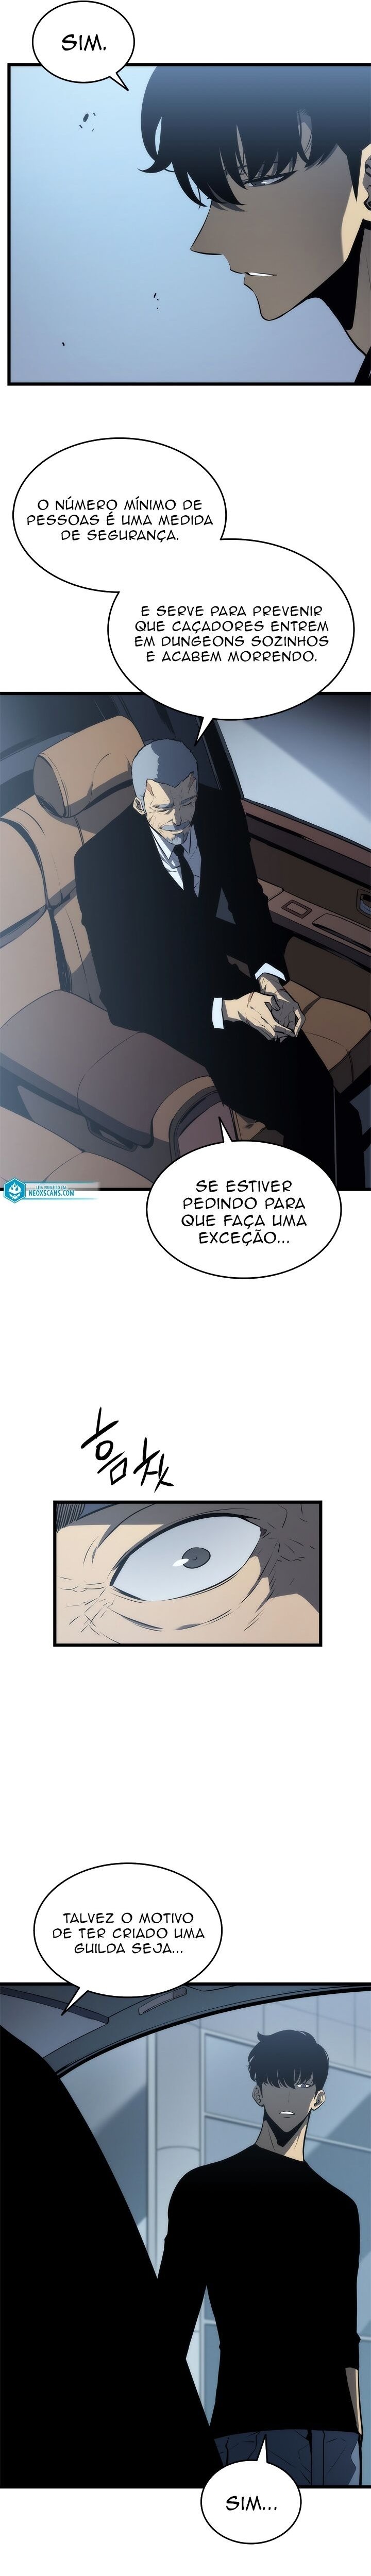 SIM.
O NÚMERO MÍNIMO DE
PESSOAS É UMA MEDIDA
DE SEGURANÇA.
E SERVE PARA PREVENIR
QUE CAÇADORES ENTREM
EM DUNGEONS SOZINHOS
E ACABEM MORRENDO.
NEOXSCANS.COM
SE ESTIVER
PEDINDO PARA
QUE FAÇA UMA
EXCEÇÃO...
흠칫
TALVEZ O MOTIVO
DE TER CRIADO UMA
GUILDA SEJA...
SIM...